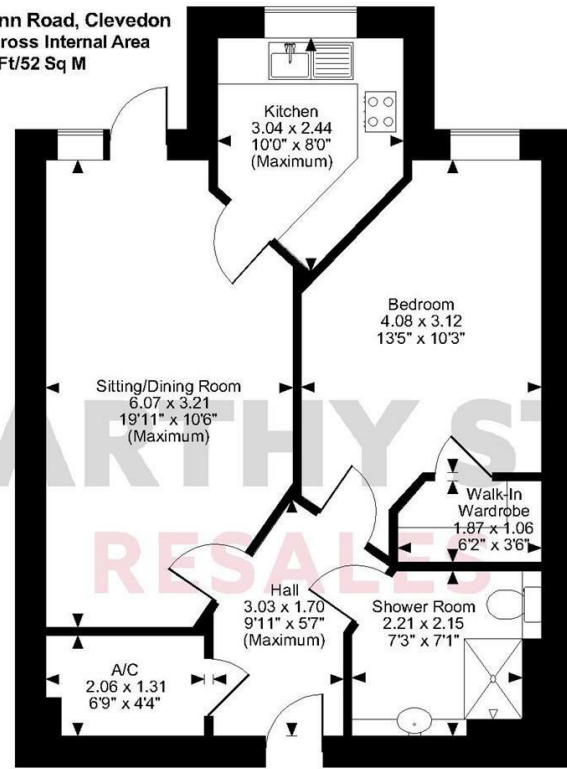 nn Road, Clevedon
ross Internal Area
Ft/52 Sq M
Kitchen
3.04 x 2.44
10'0" x 8'0"
(Maximum)
Bedroom
4.08 x 3.12
13'5" x 10'3"
Sitting/Dining Room
6.07 x 3.21
19'11" x 10'6"
(Maximum)
ARTHY ST
RESALES
Walk-In
Wardrobe
1.87 x 1.06
6'2" x 3'6"
Hall
3.03 x 1.70
9'11" x 5'7"
(Maximum)
Shower Room
2.21 x 2.15
7'3" x 7'1"
A/C
2.06 x 1.31
6'9" x 4'4"